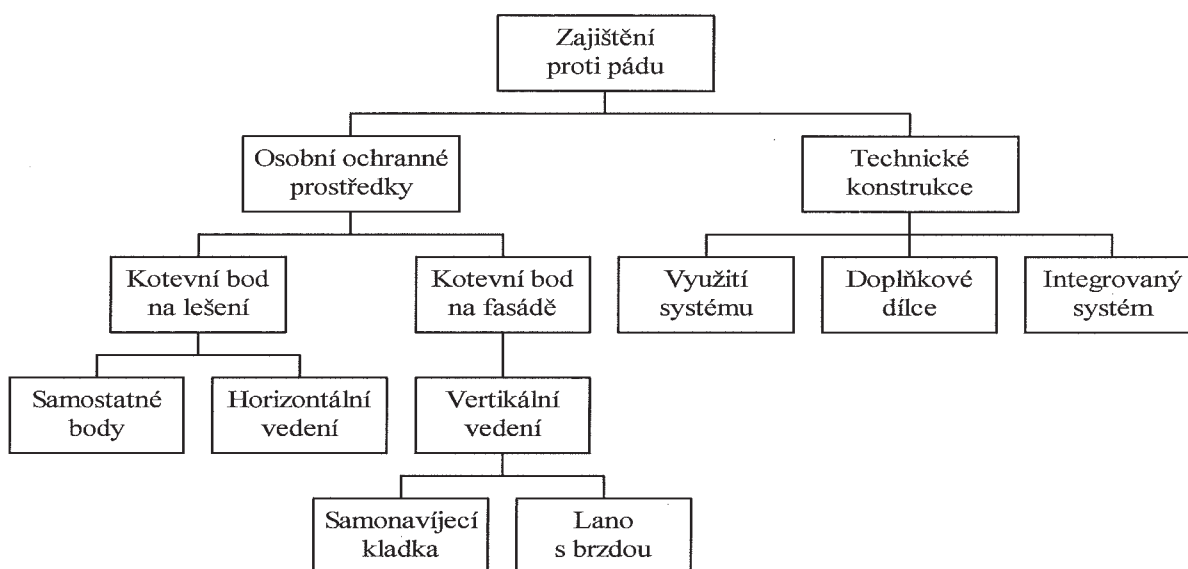 Zajištění
proti pádu
Osobní ochranné
prostředky
Technické
konstrukce
Kotevní bod
na lešení
Kotevní bod
na fasádě
Využití
systému
Doplňkové
dílce
Integrovaný
systém
Samostatné
body
Horizontální
vedení
Vertikální
vedení
Samonavíjecí
kladka
Lano
s brzdou